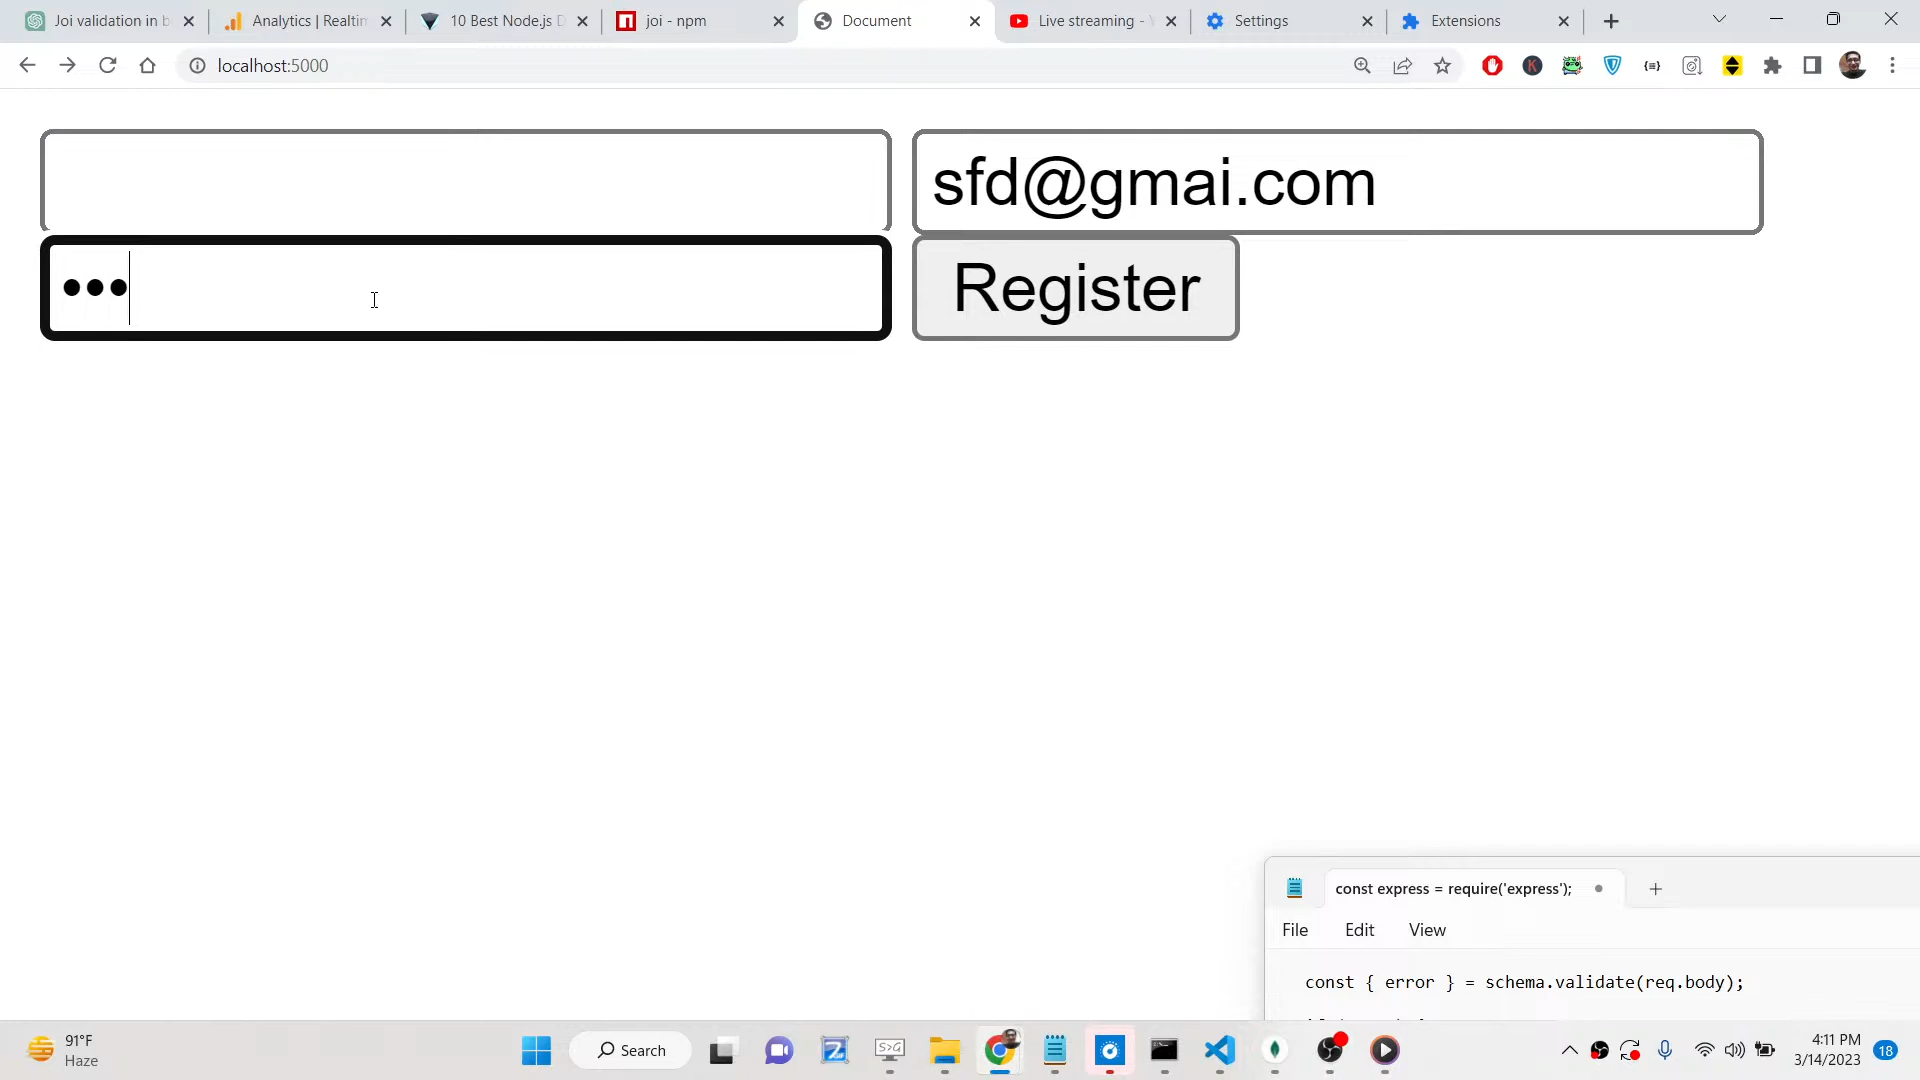 Joi validation in b
Analytics | Realtim
10 Best Node.js D
joi - npm
Document
Live streaming - Y
Settings
Extensions
localhost:5000
sfd@gmai.com
Register
const express = require('express');
File Edit View
const { error } = schema.validate(req.body);
91°F
Haze
Search
4:11 PM
3/14/2023
18